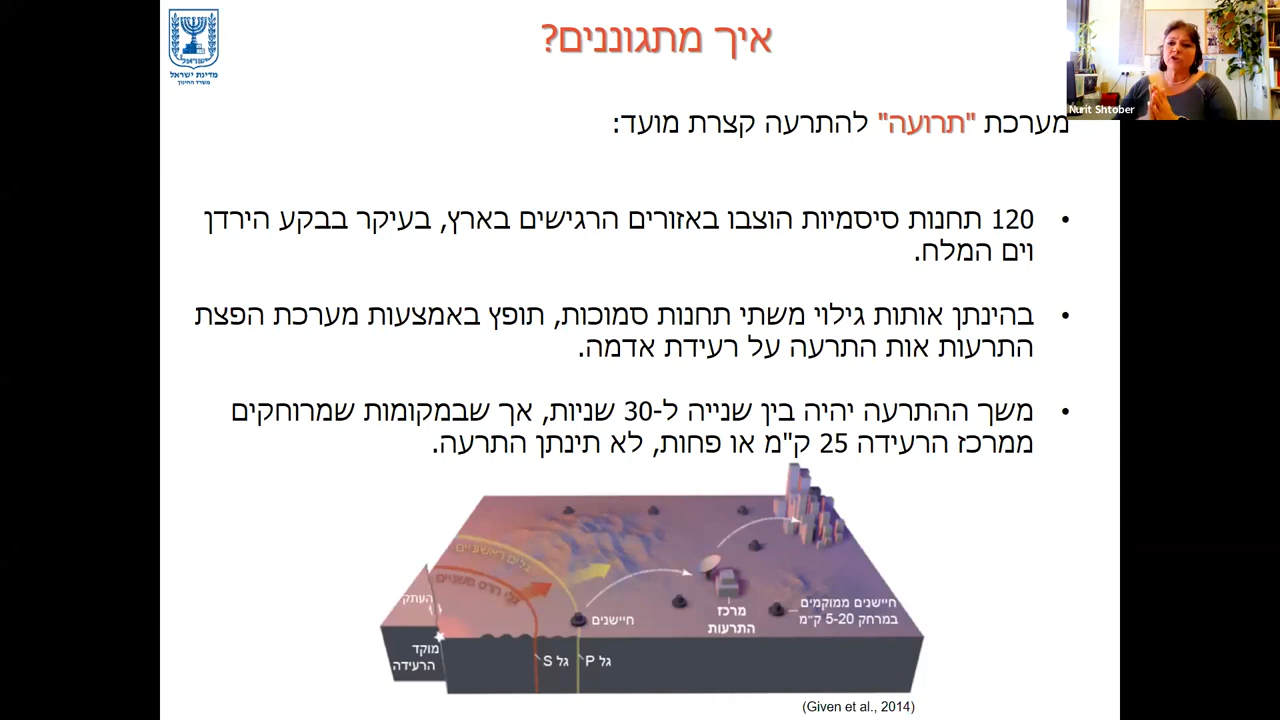 איך מתגוננים?
מדינת ישראל
משרד החינוך
Nurit Shtober
מערכת "תרועה" להתרעה קצרת מועד:
• 120 תחנות סיסמיות הוצבו באזורים הרגישים בארץ, בעיקר בבקע הירדן
וים המלח.
• בהינתן אותות גילוי משתי תחנות סמוכות, תופץ באמצעות מערכת הפצת
התרעות אות התרעה על רעידת אדמה.
• משך ההתרעה יהיה בין שנייה ל-30 שניות, אך שבמקומות שמרוחקים
ממרכז הרעידה 25 ק"מ או פחות, לא תינתן התרעה.
גלים ראשוניים
גלי הרס משניים
העתק
חיישנים
מרכז
התרעות
חיישנים ממוקמים
במרחק 5-20 ק"מ
מוקד
הרעידה
גל S
גל P
(Given et al., 2014)